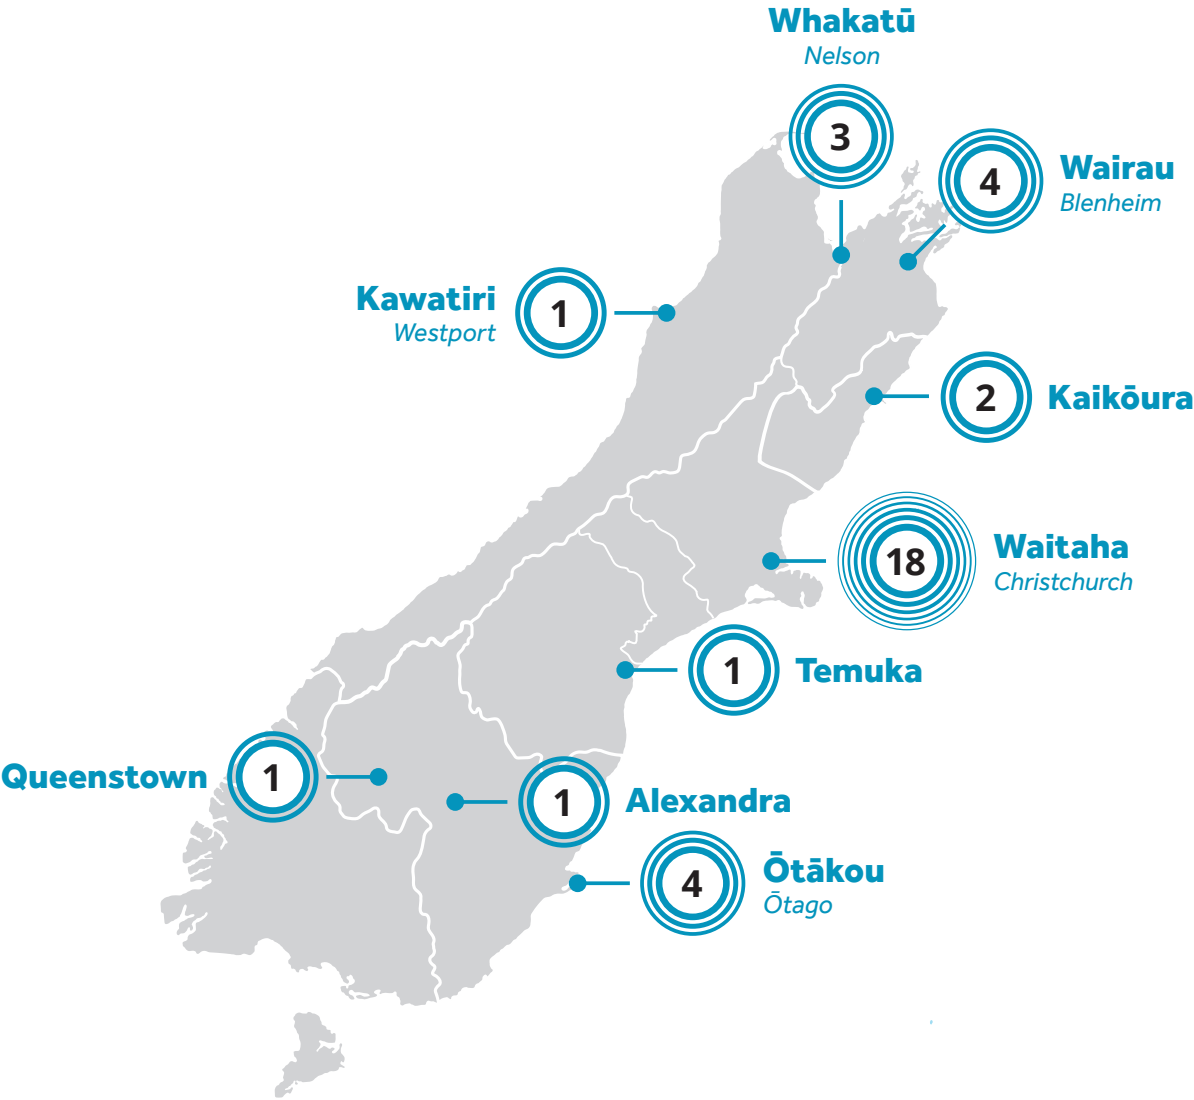 Whakatū
Nelson
3
4
Wairau
Blenheim
Kawatiri
Westport
1
2
Kaikōura
18
Waitaha
Christchurch
1
Temuka
Queenstown
1
1
Alexandra
4
Ōtākou
Ōtago